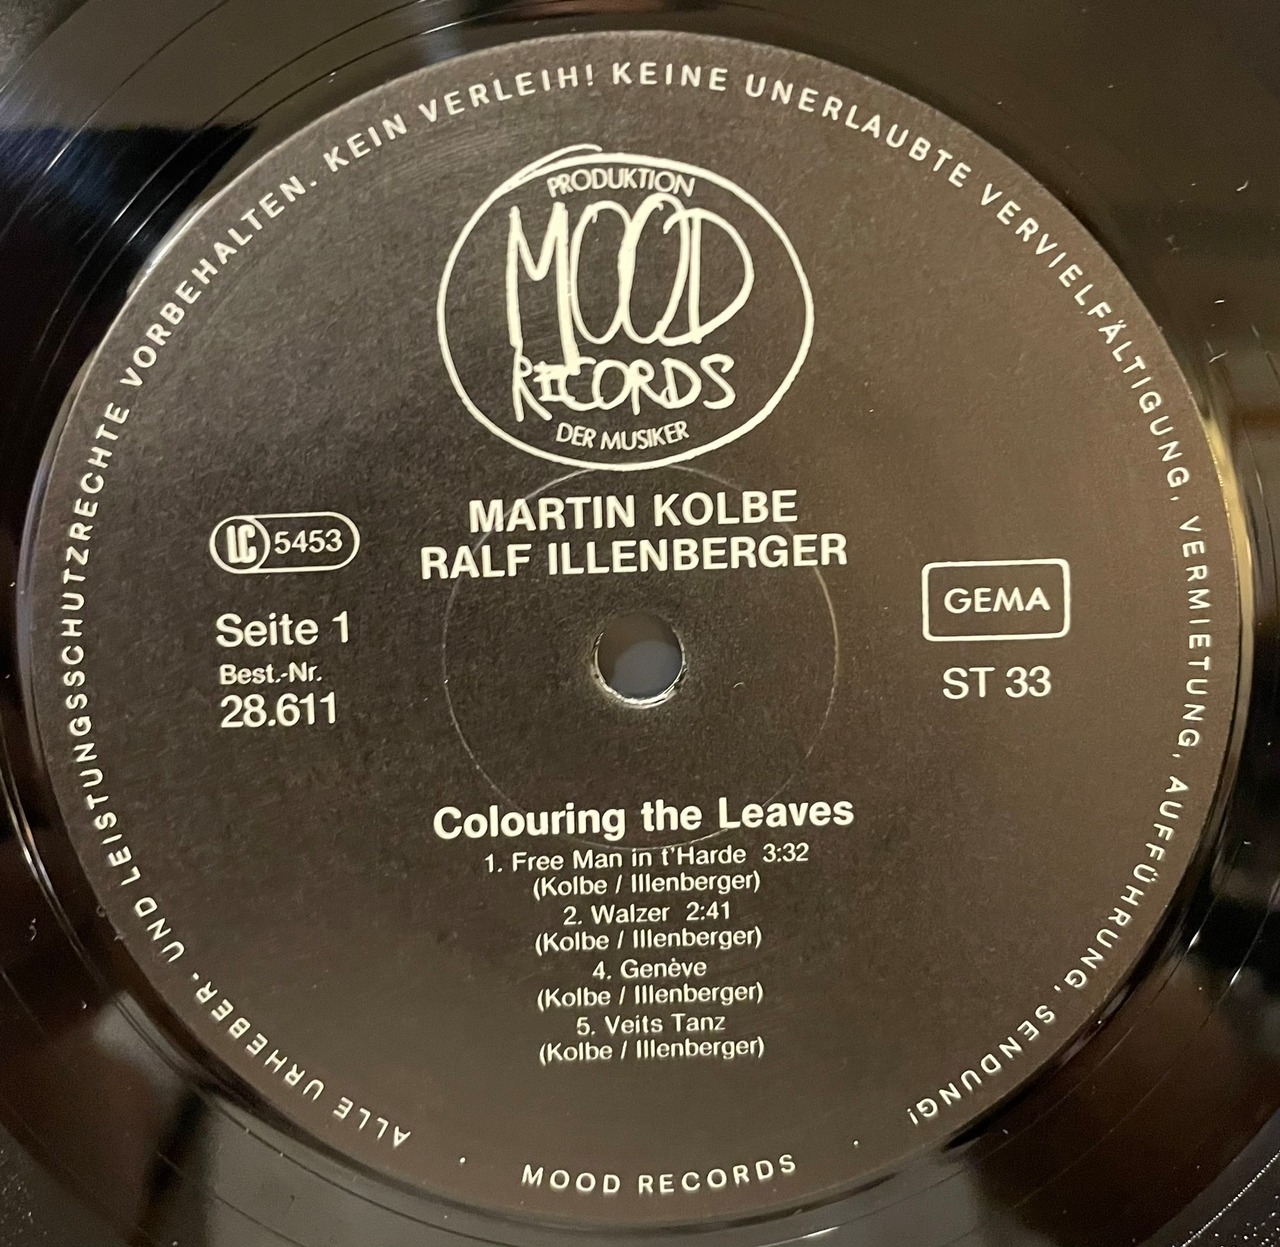 ALLE URHEBER- UND LEISTUNGSSCHUTZRECHTE VORBEHALTEN. KEIN VERLEIH! KEINE UNERLAUBTE VERVIELFÄLTIGUNG, VERMIETUNG, AUFFÜHRUNG, SENDUNG!
PRODUKTION
MOOD
RECORDS
DER MUSIKER
MARTIN KOLBE
RALF ILLENBERGER
LC 5453
Seite 1
Best.-Nr.
28.611
GEMA
ST 33
Colouring the Leaves
1. Free Man in t'Harde 3:32
(Kolbe / Illenberger)
2. Walzer 2:41
(Kolbe / Illenberger)
4. Genève
(Kolbe / Illenberger)
5. Veits Tanz
(Kolbe / Illenberger)
· MOOD RECORDS ·